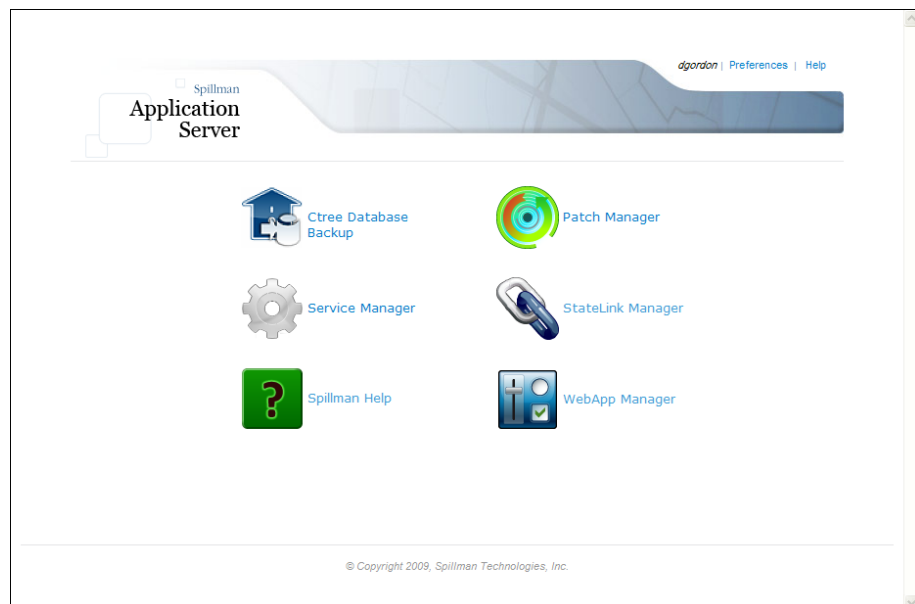 dgordon | Preferences | Help
Spillman
Application
Server
Ctree Database
Backup
Patch Manager
Service Manager
StateLink Manager
?
Spillman Help
WebApp Manager
© Copyright 2009, Spillman Technologies, Inc.